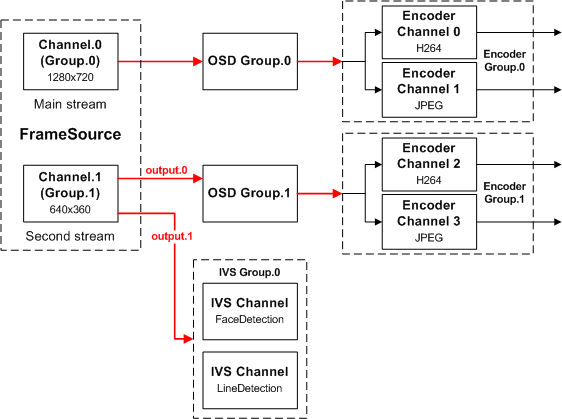 Channel.0
(Group.0)
1280x720
Main stream
FrameSource
Channel.1
(Group.1)
640x360
Second stream
output.0
output.1
OSD Group.0
OSD Group.1
Encoder
Channel 0
H264
Encoder
Channel 1
JPEG
Encoder
Group.0
Encoder
Channel 2
H264
Encoder
Channel 3
JPEG
Encoder
Group.1
IVS Group.0
IVS Channel
FaceDetection
IVS Channel
LineDetection